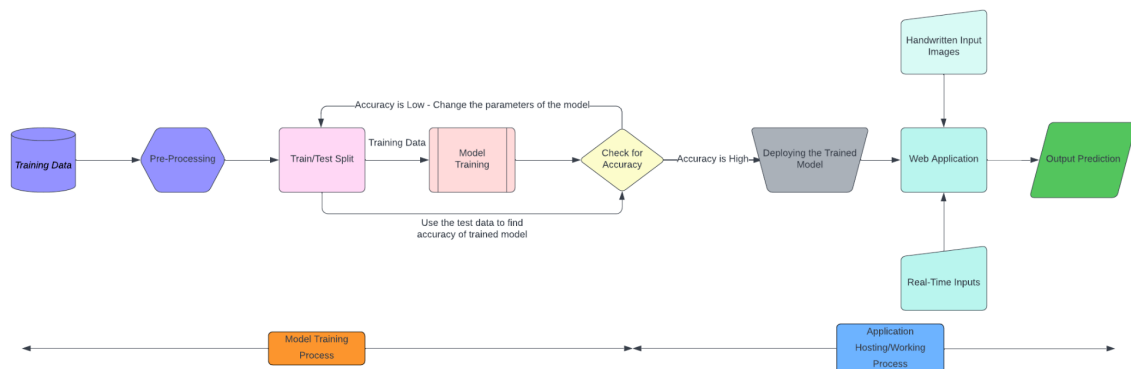 Handwritten Input
Images
Accuracy is Low - Change the parameters of the model
Training Data
Pre-Processing
Train/Test Split
Training Data
Model
Training
Check for
Accuracy
Accuracy is High
Deploying the Trained
Model
Web Application
Output Prediction
Use the test data to find
accuracy of trained model
Real-Time Inputs
Model Training
Process
Application
Hosting/Working
Process